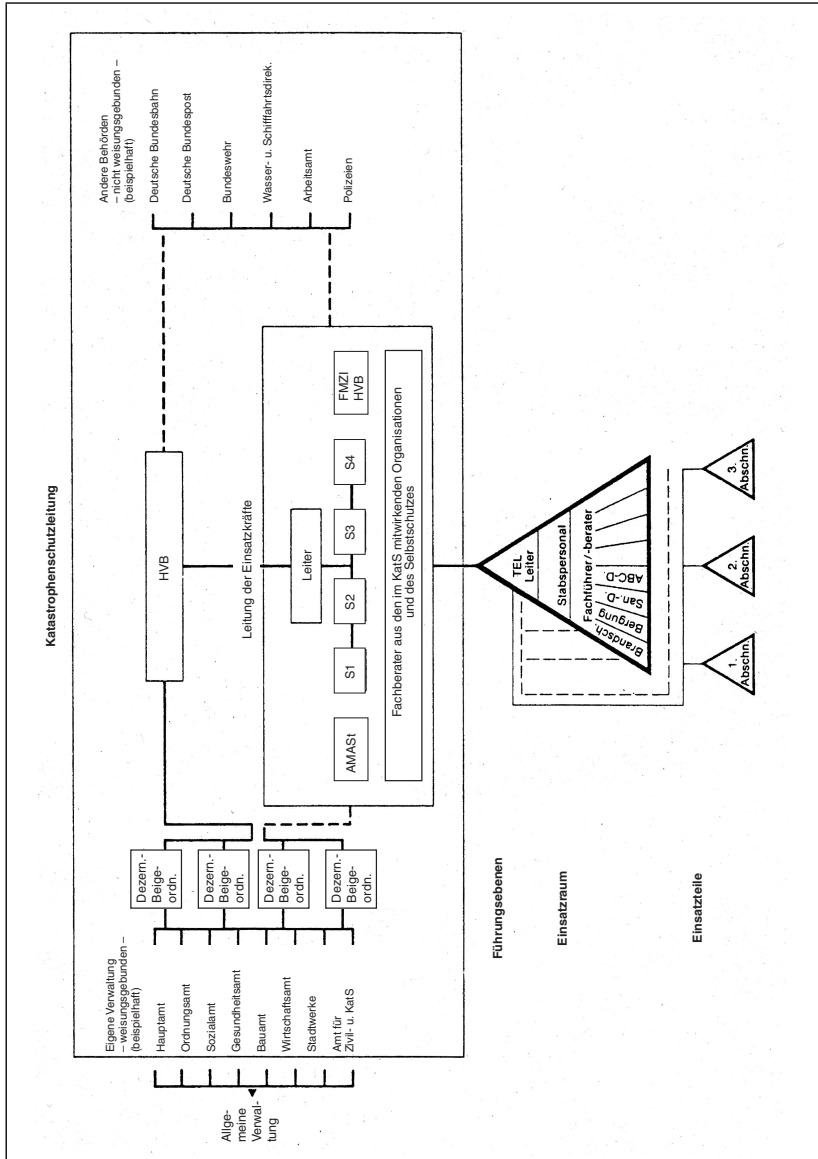 Katastrophenschutzleitung
Eigene Verwaltung
– weisungsgebunden –
(beispielhaft)
Hauptamt
Ordnungsamt
Sozialamt
Gesundheitsamt
Bauamt
Wirtschaftsamt
Stadtwerke
Amt für
Zivil- u. KatS
Allge-
meine
Verwal-
tung
Dezern.-
Beige-
ordn.
Dezern.-
Beige-
ordn.
Dezern.-
Beige-
ordn.
Dezern.-
Beige-
ordn.
HVB
Andere Behörden
– nicht weisungsgebunden –
(beispielhaft)
Deutsche Bundesbahn
Deutsche Bundespost
Bundeswehr
Wasser- u. Schifffahrtsdirek.
Arbeitsamt
Polizeien
Leitung der Einsatzkräfte
Leiter
AMASt
S1
S2
S3
S4
FMZI
HVB
Fachberater aus den im KatS mitwirkenden Organisationen
und des Selbstschutzes
Führungsebenen
Einsatzraum
TEL
Leiter
Stabspersonal
Fachführer/-berater
Brandsch.
Bergung
San.-D.
ABC-D.
Einsatzteile
1.
Abschn.
2.
Abschn.
3.
Abschn.